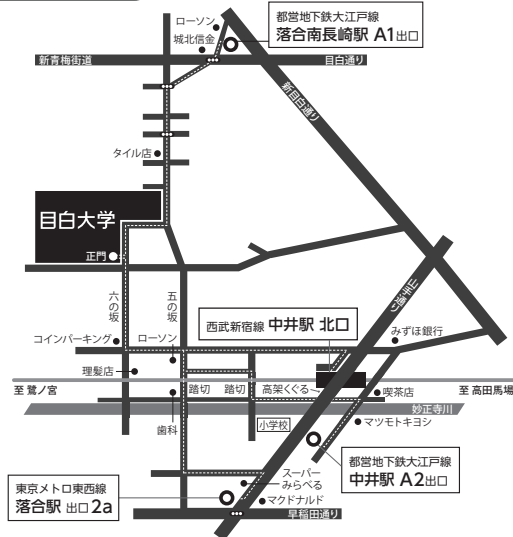 ローソン
城北信金
都営地下鉄大江戸線
落合南長崎駅 A1出口
新青梅街道
目白通り
新目白通り
タイル店
目白大学
正門
六の坂
五の坂
山手通り
西武新宿線 中井駅 北口
みずほ銀行
コインパーキング
ローソン
理髪店
至 鷺ノ宮
踏切
踏切
高架くぐる
喫茶店
至 高田馬場
妙正寺川
歯科
小学校
マツモトキヨシ
都営地下鉄大江戸線
中井駅 A2出口
スーパー
みらべる
東京メトロ東西線
落合駅 出口2a
マクドナルド
早稲田通り